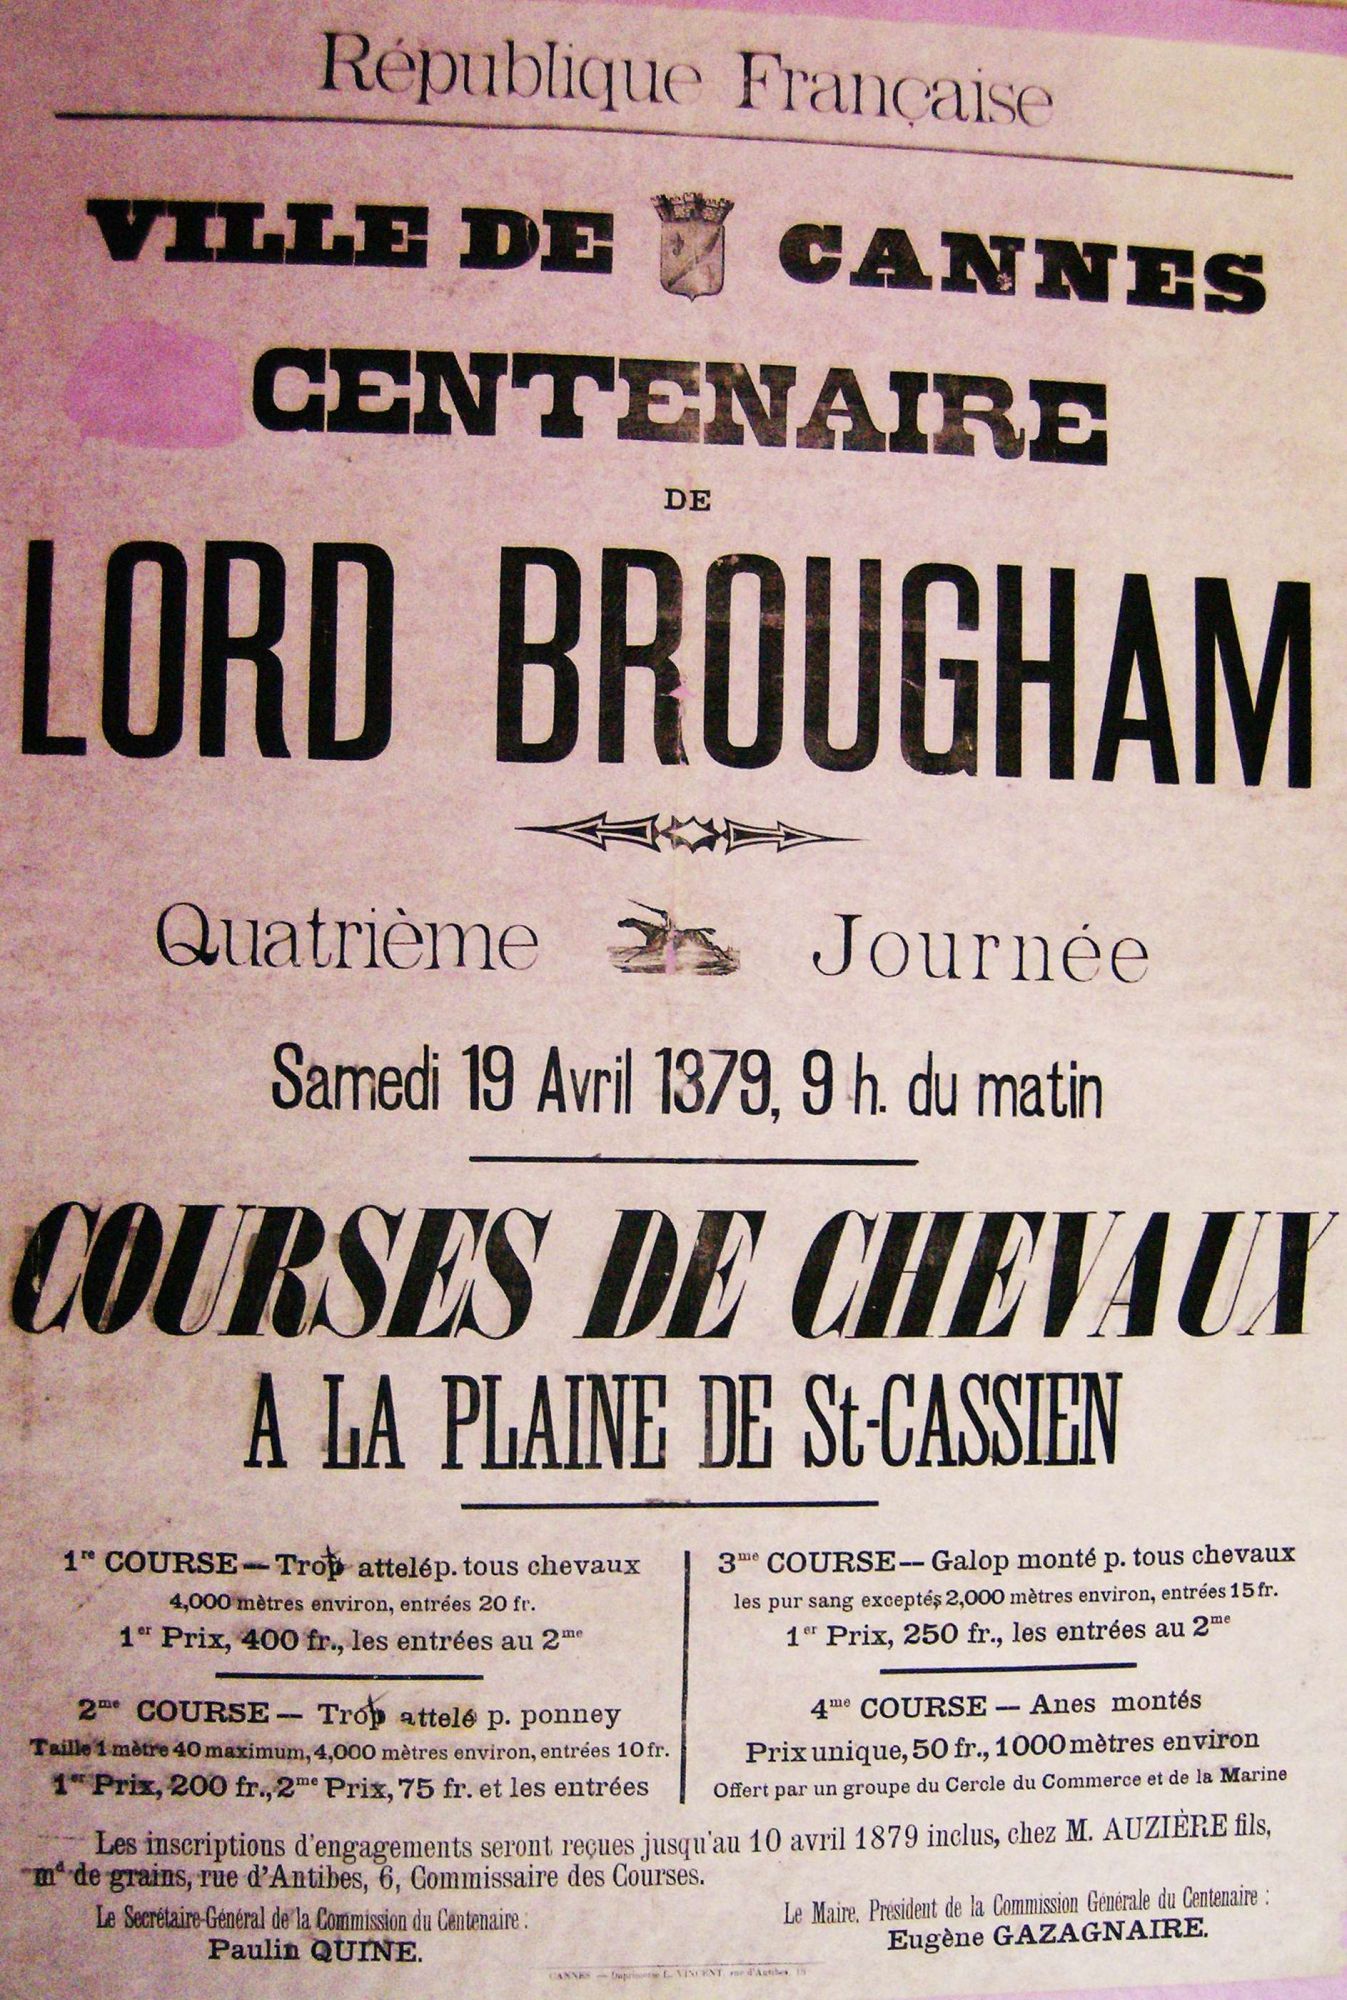 République Française
VILLE DE CANNES
CENTENAIRE
DE
LORD BROUGHAM
Quatrième Journée
Samedi 19 Avril 1379, 9 h. du matin
COURSES DE CHEVAUX
A LA PLAINE DE St-CASSIEN
1re COURSE — Trot attelé p. tous chevaux
4,000 mètres environ, entrées 20 fr.
1er Prix, 400 fr., les entrées au 2me
2me COURSE — Trot attelé p. ponney
Taille 1 mètre 40 maximum, 4,000 mètres environ, entrées 10 fr.
1er Prix, 200 fr., 2me Prix, 75 fr. et les entrées
3me COURSE — Galop monté p. tous chevaux
les pur sang exceptés 2,000 mètres environ, entrées 15 fr.
1er Prix, 250 fr., les entrées au 2me
4me COURSE — Anes montés
Prix unique, 50 fr., 1000 mètres environ
Offert par un groupe du Cercle du Commerce et de la Marine
Les inscriptions d'engagements seront reçues jusqu'au 10 avril 1879 inclus, chez M. AUZIÈRE fils,
md de grains, rue d'Antibes, 6, Commissaire des Courses.
Le Secrétaire-Général de la Commission du Centenaire :
Paulin QUINE.
Le Maire, Président de la Commission Générale du Centenaire :
Eugène GAZAGNAIRE.
CANNES — Imprimerie L. VINCENT, rue d'Antibes,